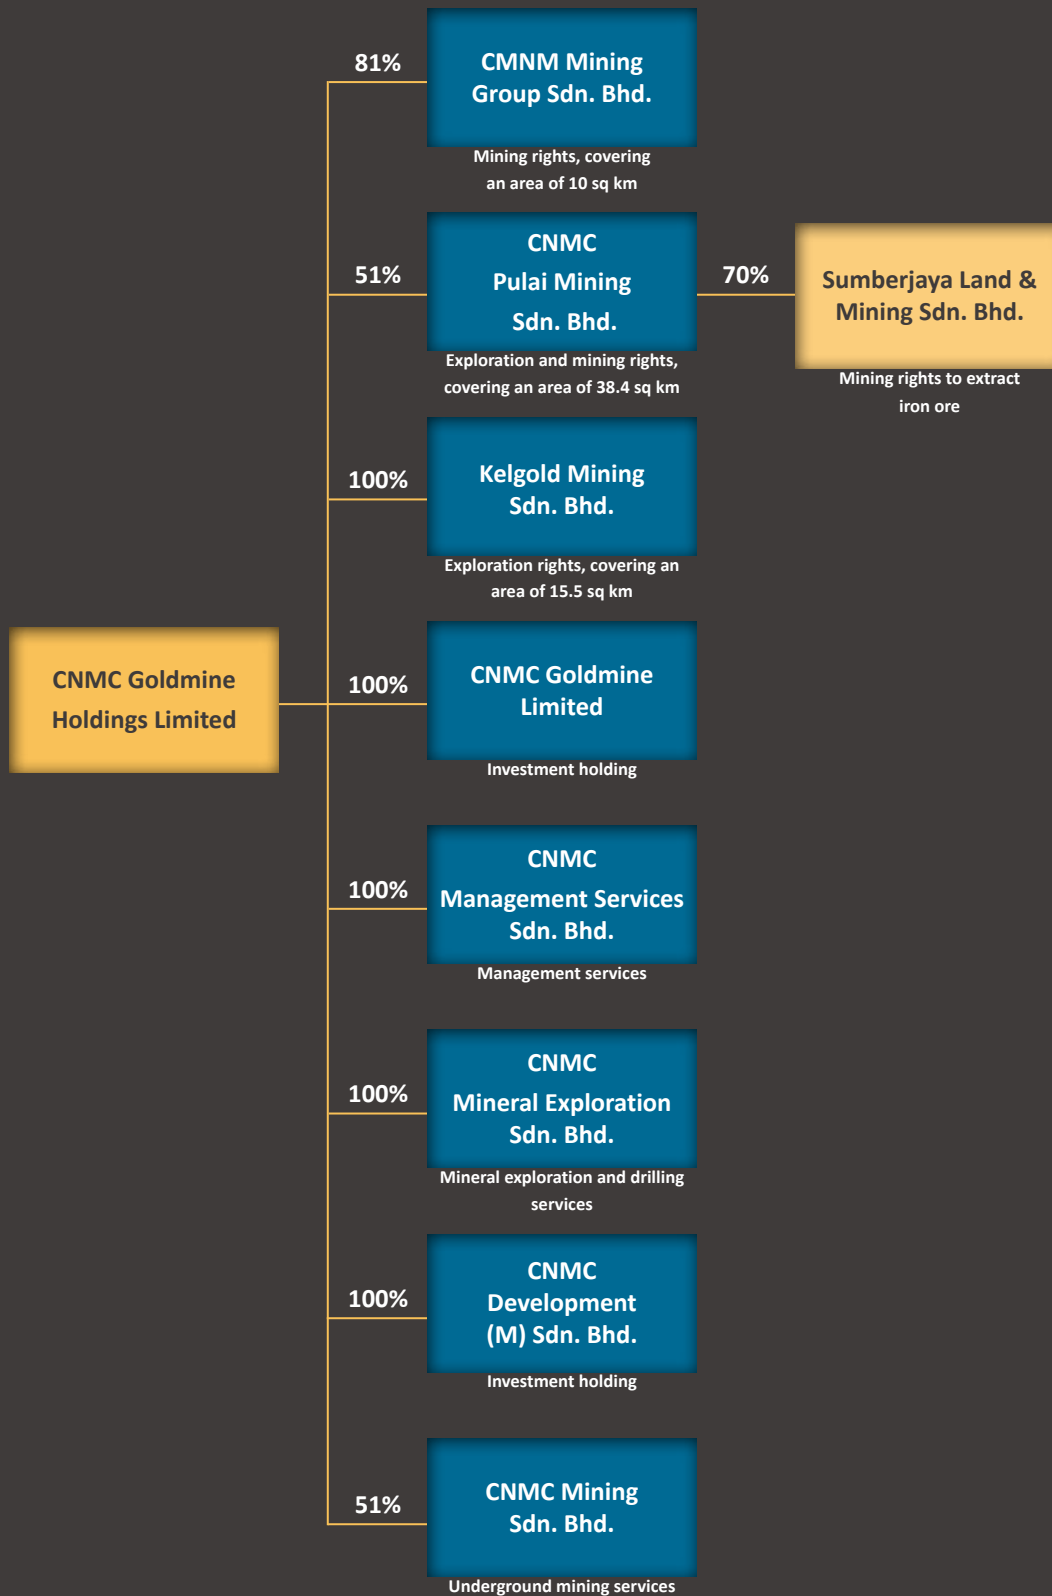 81%
CMNM Mining
Group Sdn. Bhd.
Mining rights, covering
an area of 10 sq km
51%
CNMC
Pulai Mining
Sdn. Bhd.
Exploration and mining rights,
covering an area of 38.4 sq km
70%
Sumberjaya Land &
Mining Sdn. Bhd.
Mining rights to extract
iron ore
100%
Kelgold Mining
Sdn. Bhd.
Exploration rights, covering an
area of 15.5 sq km
CNMC Goldmine
Holdings Limited
100%
CNMC Goldmine
Limited
Investment holding
100%
CNMC
Management Services
Sdn. Bhd.
Management services
100%
CNMC
Mineral Exploration
Sdn. Bhd.
Mineral exploration and drilling
services
100%
CNMC
Development
(M) Sdn. Bhd.
Investment holding
51%
CNMC Mining
Sdn. Bhd.
Underground mining services